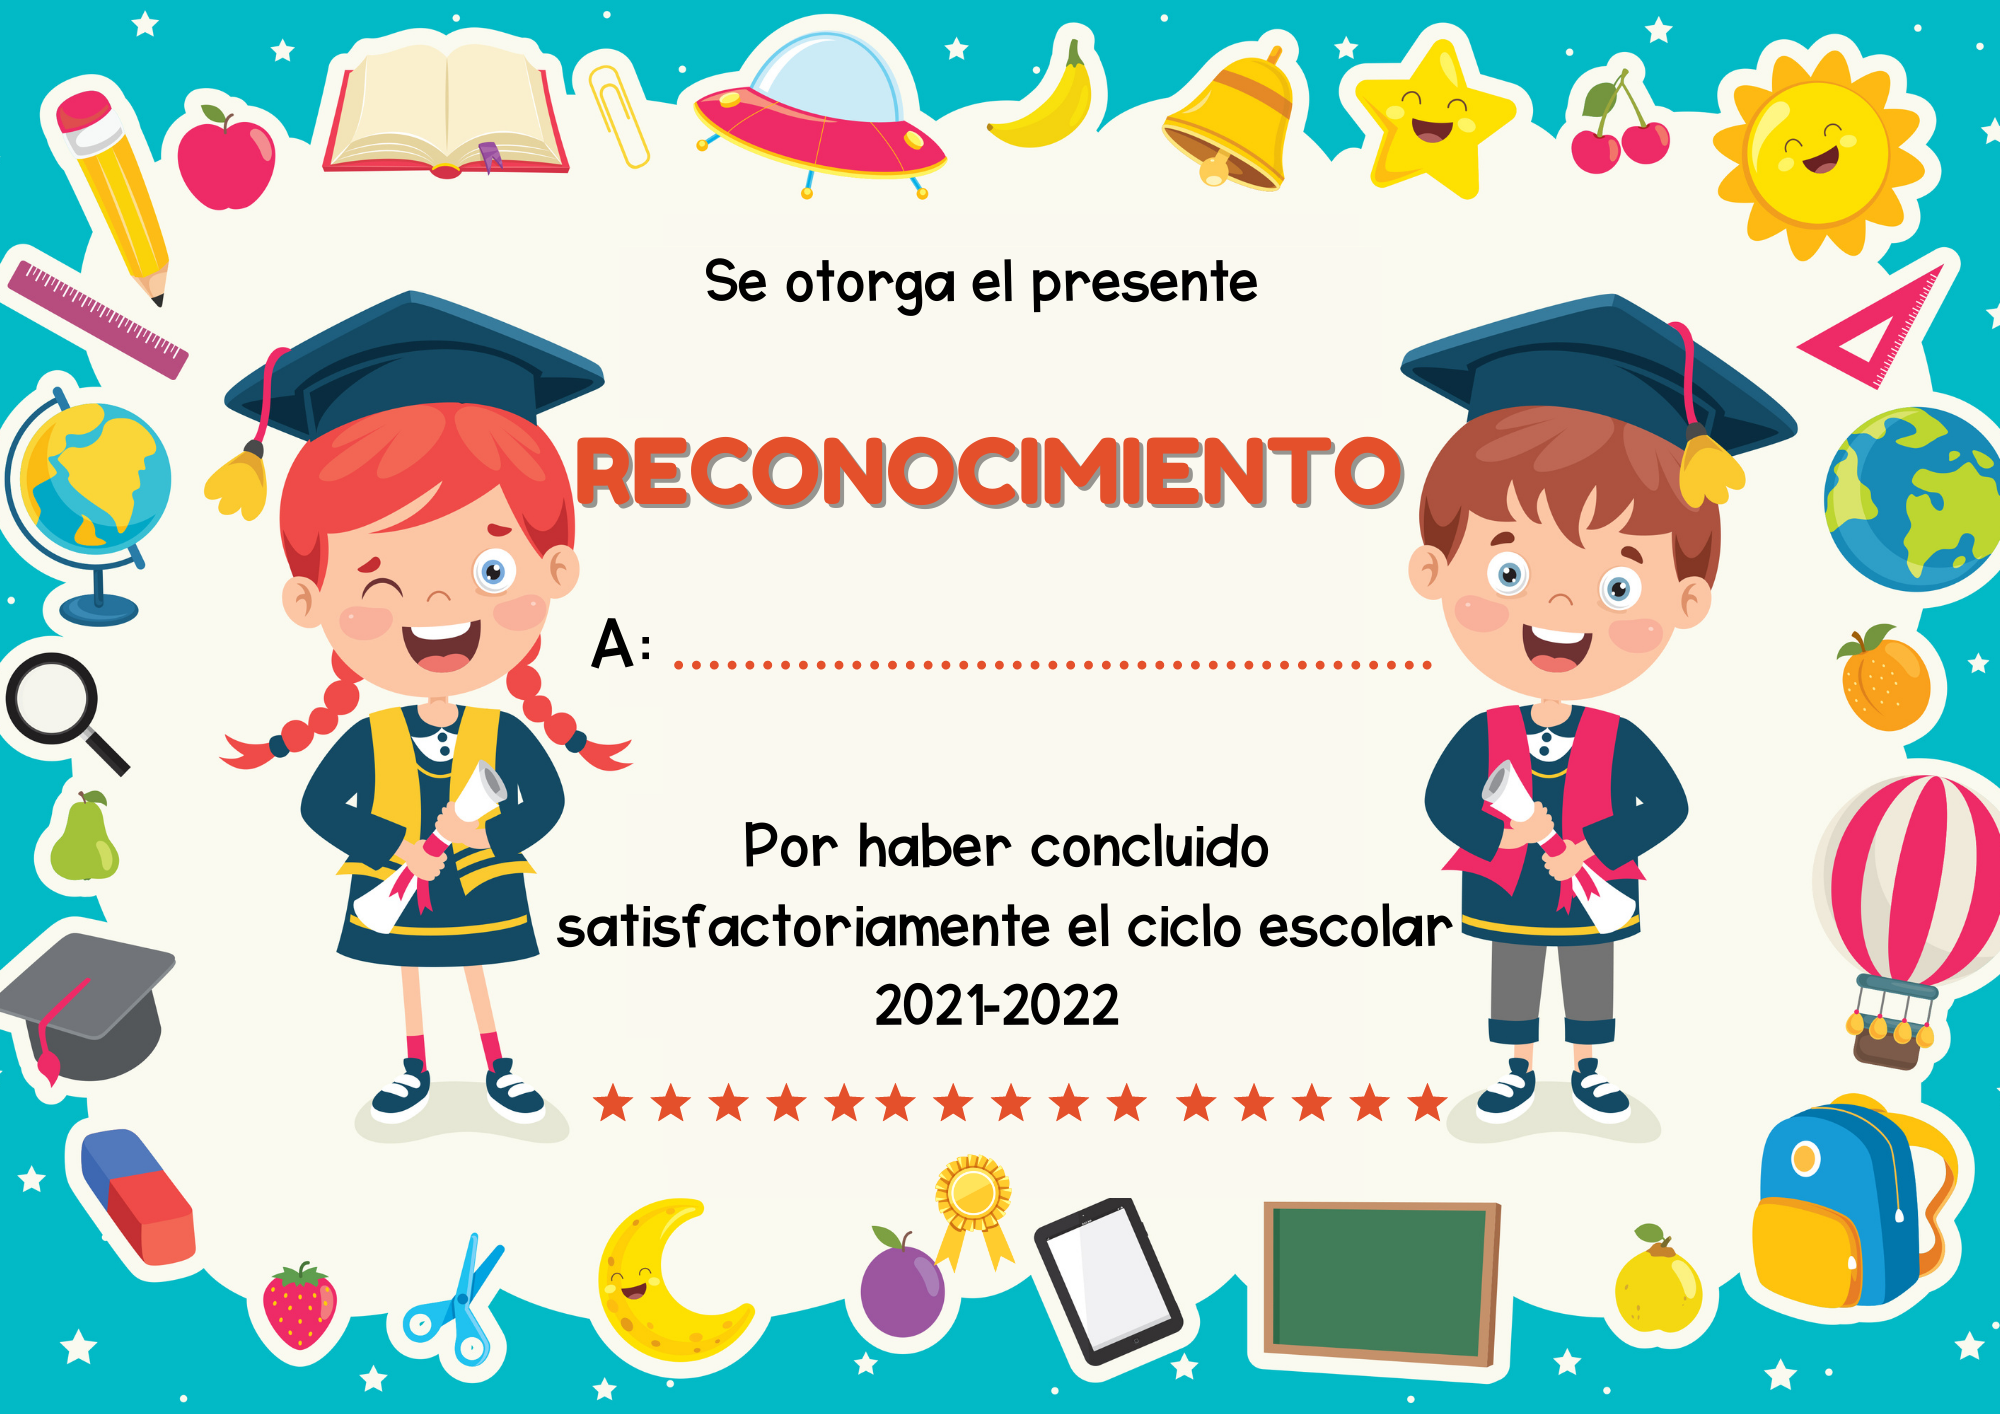 Se otorga el presente
RECONOCIMIENTO
A: ...........................................
Por haber concluido
satisfactoriamente el ciclo escolar
2021-2022